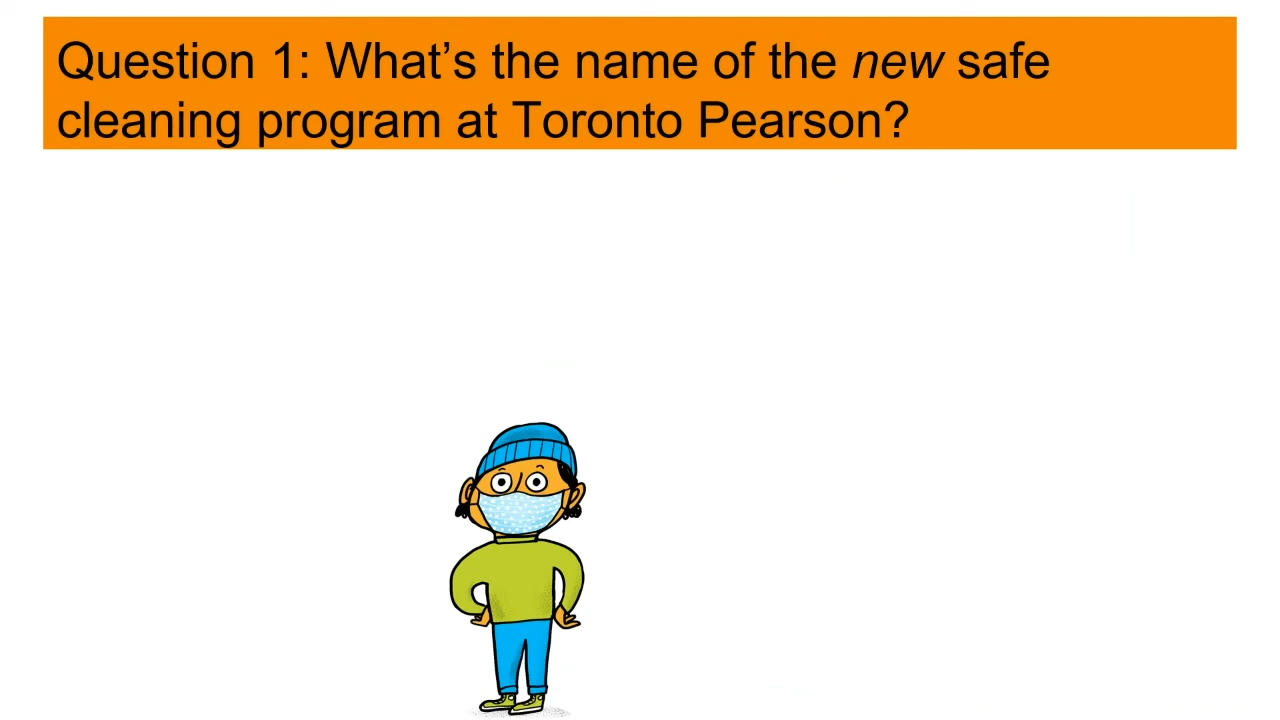 Question 1: What’s the name of the new safe
cleaning program at Toronto Pearson?